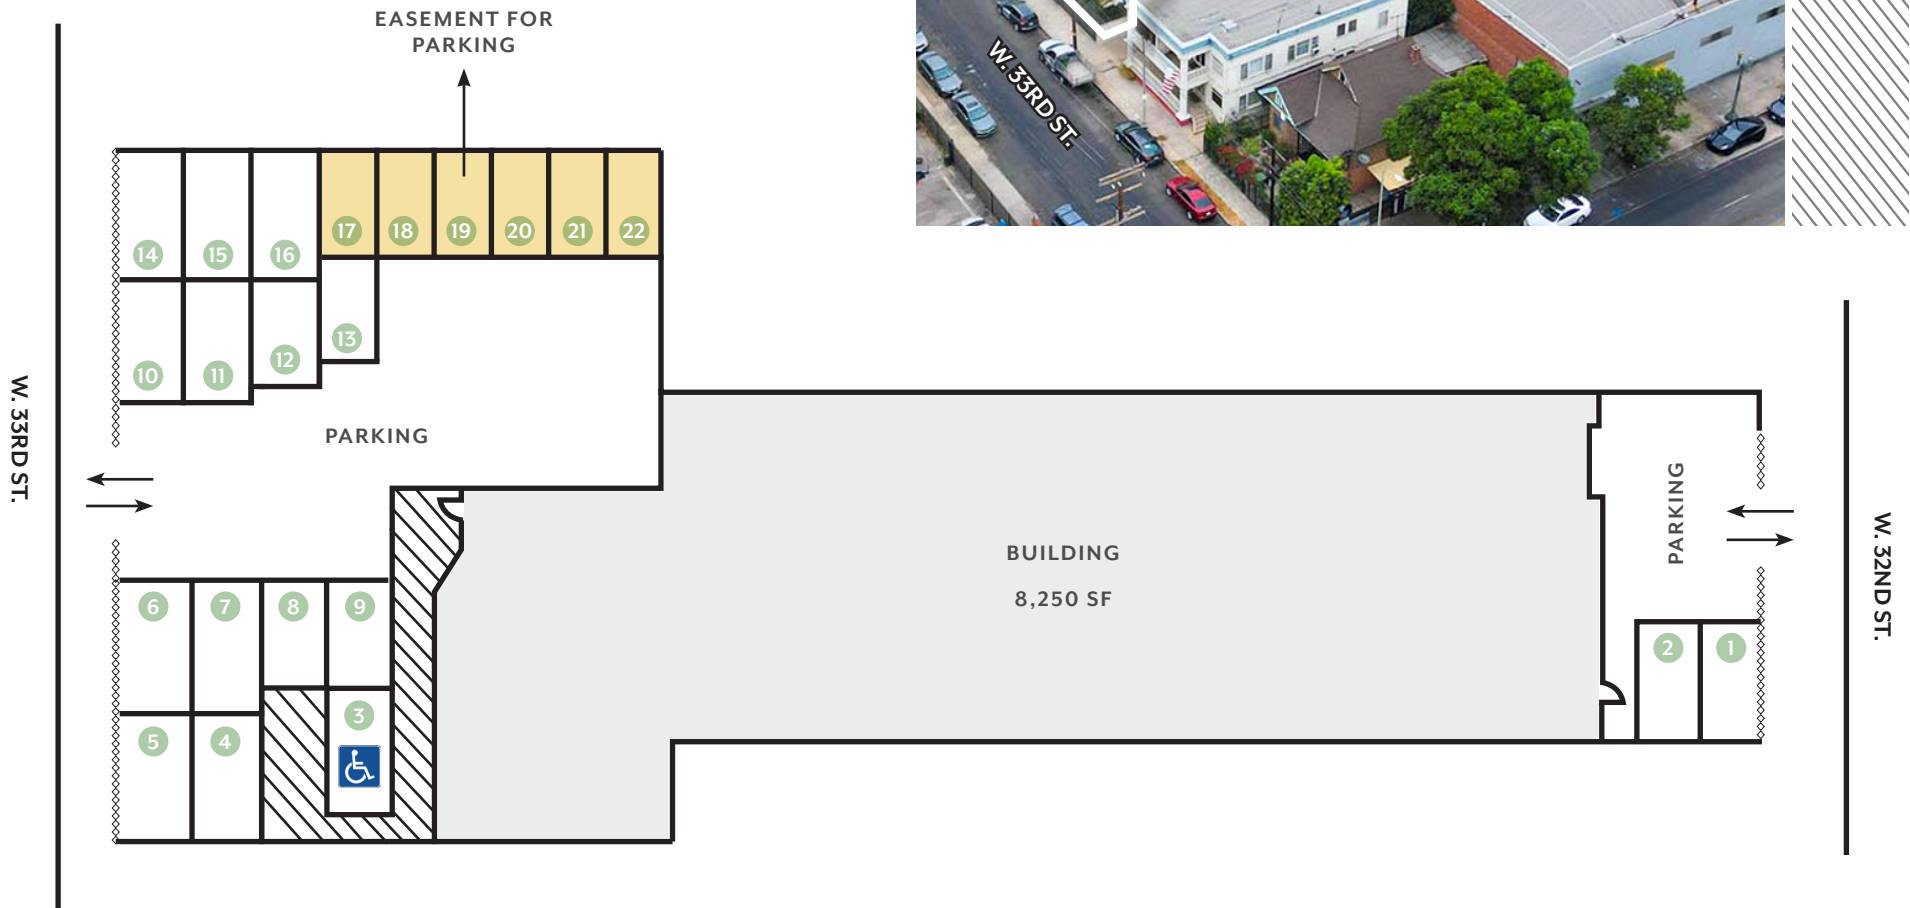 EASEMENT FOR
PARKING
W. 33RD ST.
17
18
19
20
21
22
14
15
16
13
12
10
11
W. 33RD ST.
PARKING
BUILDING
8,250 SF
PARKING
W. 32ND ST.
6
7
8
9
2
1
3
5
4